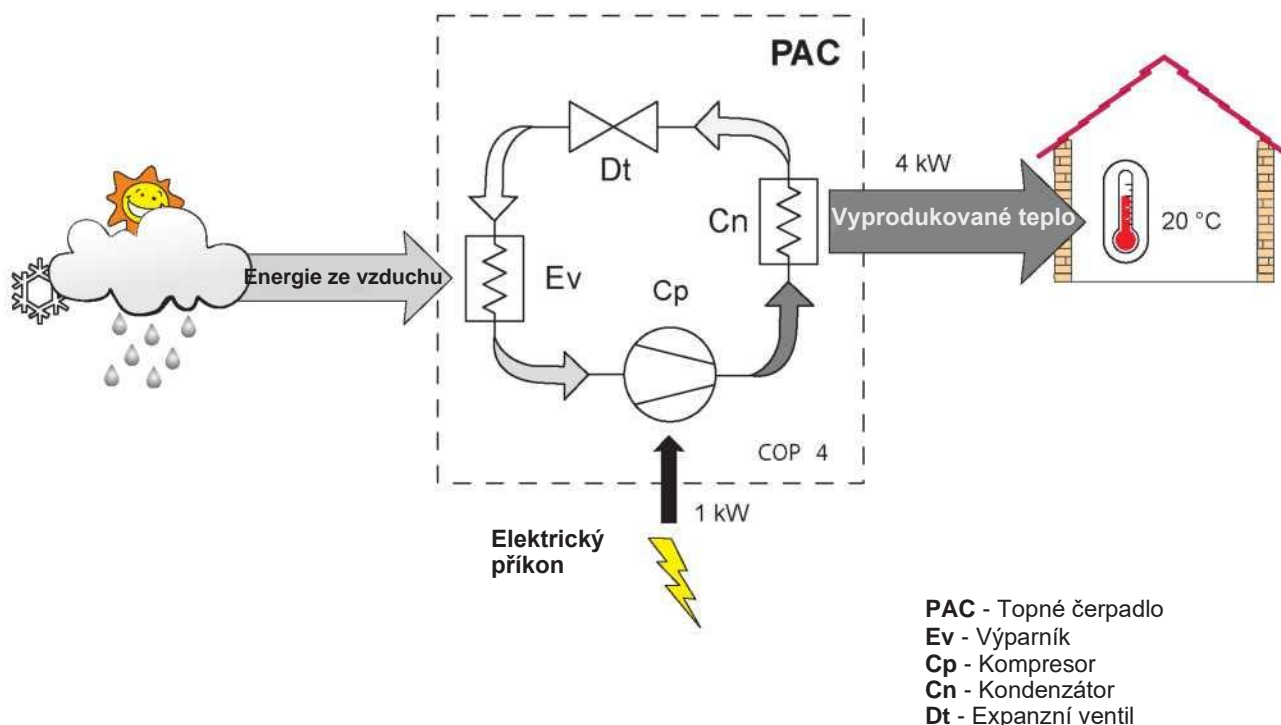 PAC
Dt
4 kW
Cn
Vyprodukované teplo
20 °C
Energie ze vzduchu
Ev
Cp
COP 4
1 kW
Elektrický
příkon
PAC - Topné čerpadlo
Ev - Výparník
Cp - Kompresor
Cn - Kondenzátor
Dt - Expanzní ventil